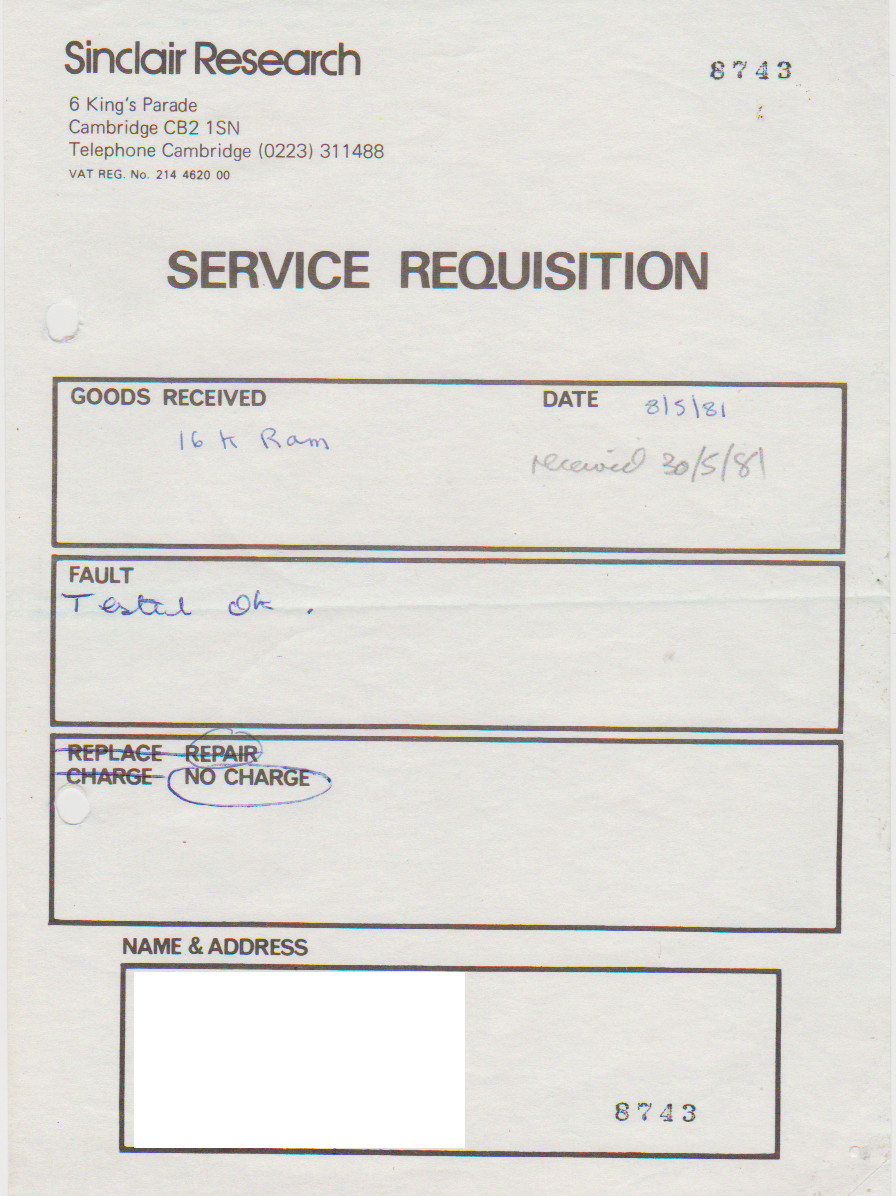 Sinclair Research
8743
6 King's Parade
Cambridge CB2 1SN
Telephone Cambridge (0223) 311488
VAT REG. No. 214 4620 00
SERVICE REQUISITION
GOODS RECEIVED DATE 8/5/81
16 k Ram
received 30/5/81
FAULT
Tested Ok.
REPLACE REPAIR
CHARGE NO CHARGE
NAME & ADDRESS
8743